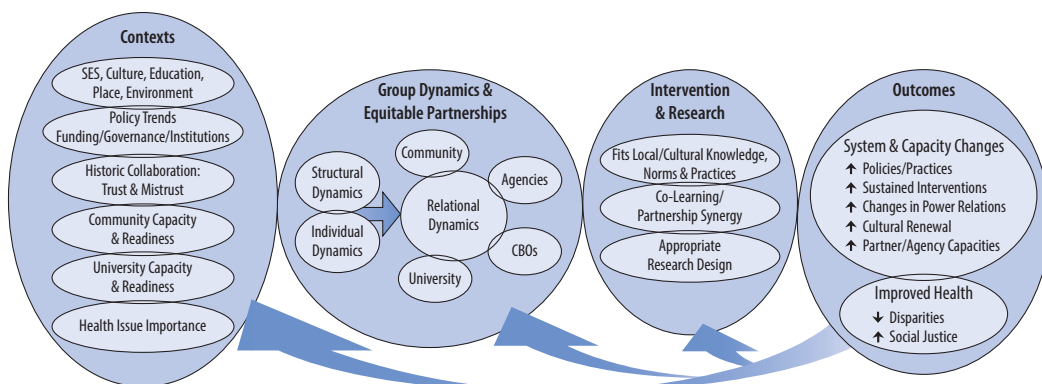 Contexts
SES, Culture, Education,
Place, Environment
Policy Trends
Funding/Governance/Institutions
Historic Collaboration:
Trust & Mistrust
Community Capacity
& Readiness
University Capacity
& Readiness
Health Issue Importance
Group Dynamics &
Equitable Partnerships
Structural
Dynamics
Individual
Dynamics
Community
Agencies
Relational
Dynamics
CBOs
University
Intervention
& Research
Fits Local/Cultural Knowledge,
Norms & Practices
Co-Learning/
Partnership Synergy
Appropriate
Research Design
Outcomes
System & Capacity Changes
↑ Policies/Practices
↑ Sustained Interventions
↑ Changes in Power Relations
↑ Cultural Renewal
↑ Partner/Agency Capacities
Improved Health
↓ Disparities
↑ Social Justice